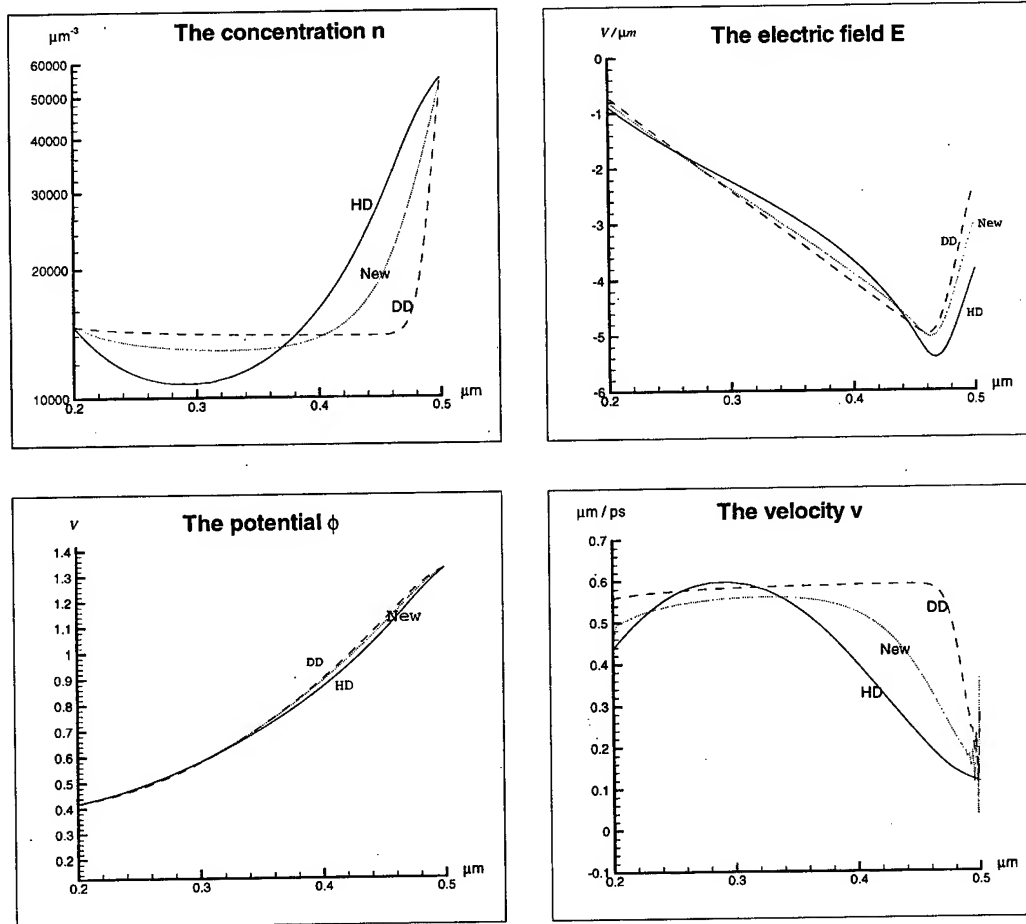 The concentration n
μm⁻³
60000
50000
40000
30000
20000
10000
HD
New
DD
0.2
0.3
0.4
0.5
μm
The electric field E
V/μm
0
-1
-2
-3
-4
-5
-6
DD
New
HD
0.2
0.3
0.4
0.5
μm
The potential ϕ
V
1.4
1.3
1.2
1.1
1
0.9
0.8
0.7
0.6
0.5
0.4
0.3
0.2
New
DD
HD
0.2
0.3
0.4
0.5
μm
The velocity v
μm / ps
0.7
0.6
0.5
0.4
0.3
0.2
0.1
0
-0.1
DD
New
HD
0.2
0.3
0.4
0.5
μm